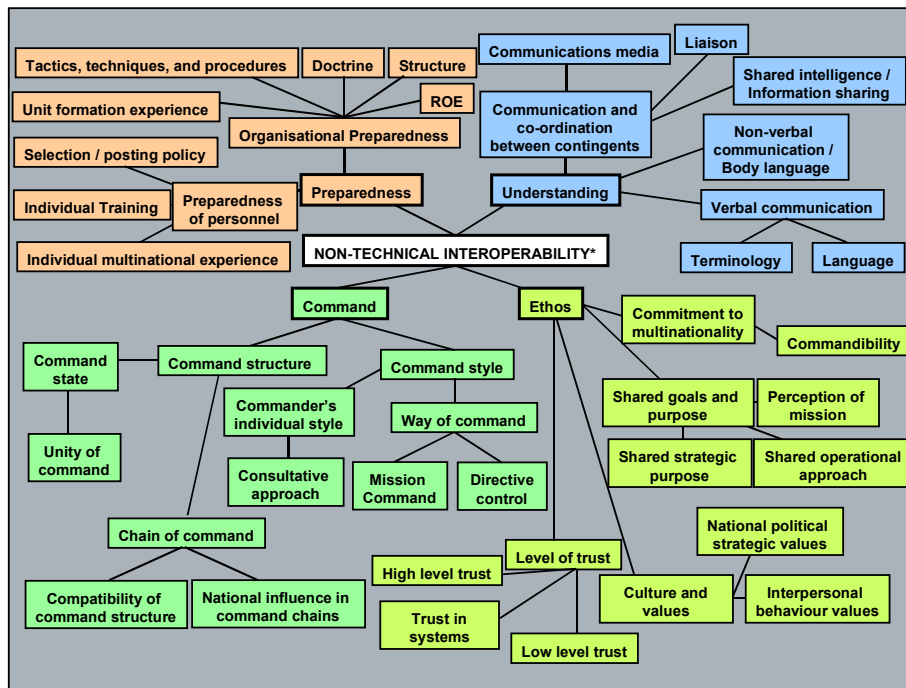 Communications media
Liaison
Tactics, techniques, and procedures
Doctrine
Structure
Shared intelligence /
Information sharing
Unit formation experience
ROE
Communication and
co-ordination
between contingents
Organisational Preparedness
Non-verbal
communication /
Body language
Selection / posting policy
Preparedness
of personnel
Preparedness
Understanding
Individual Training
Verbal communication
Individual multinational experience
NON-TECHNICAL INTEROPERABILITY*
Terminology
Language
Command
Ethos
Commitment to
multinationality
Commandibility
Command
state
Command structure
Command style
Commander's
individual style
Way of command
Shared goals and
purpose
Perception of
mission
Unity of
command
Consultative
approach
Mission
Command
Directive
control
Shared strategic
purpose
Shared operational
approach
Chain of command
National political
strategic values
Level of trust
High level trust
Compatibility of
command structure
National influence in
command chains
Culture and
values
Interpersonal
behaviour values
Trust in
systems
Low level trust